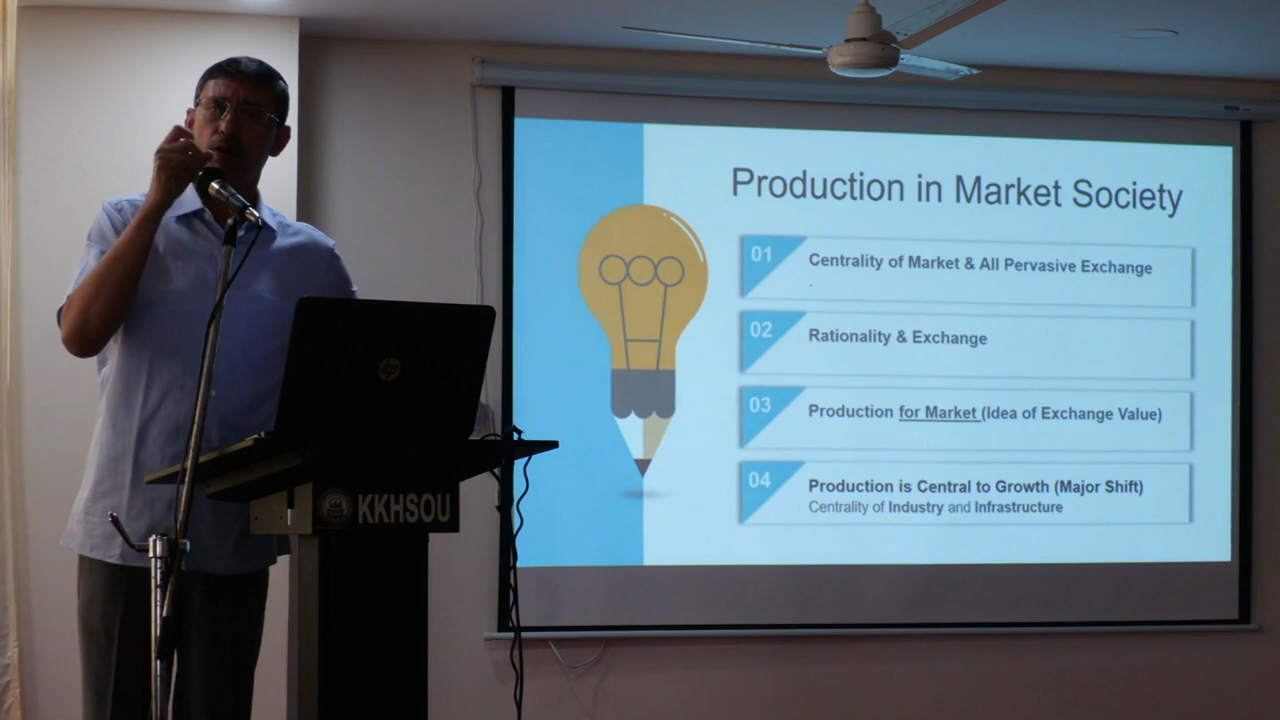 Production in Market Society
01
Centrality of Market & All Pervasive Exchange
02
Rationality & Exchange
03
Production for Market (Idea of Exchange Value)
04
Production is Central to Growth (Major Shift)
Centrality of Industry and Infrastructure
hp
KKHSOU